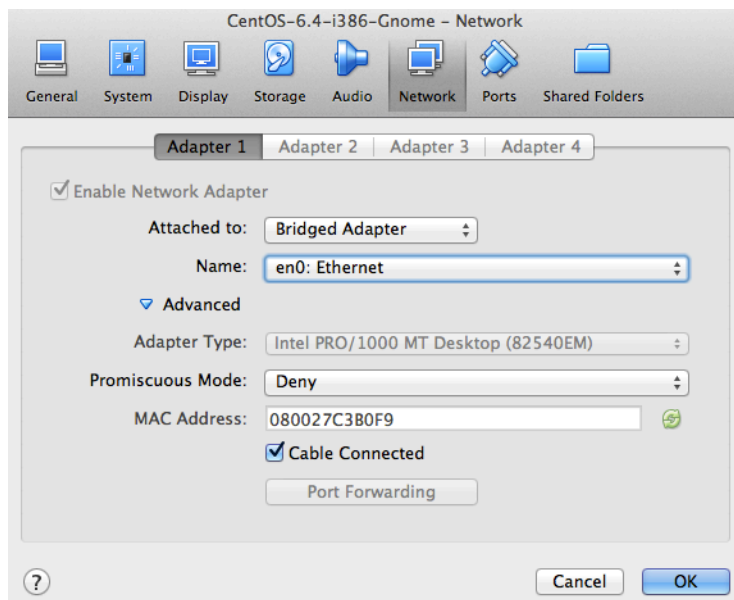 CentOS-6.4-i386-Gnome – Network
General System Display Storage Audio Network Ports Shared Folders
Adapter 1 Adapter 2 Adapter 3 Adapter 4
Enable Network Adapter
Attached to: Bridged Adapter
Name: en0: Ethernet
Advanced
Adapter Type: Intel PRO/1000 MT Desktop (82540EM)
Promiscuous Mode: Deny
MAC Address: 080027C3B0F9
Cable Connected
Port Forwarding
? Cancel OK